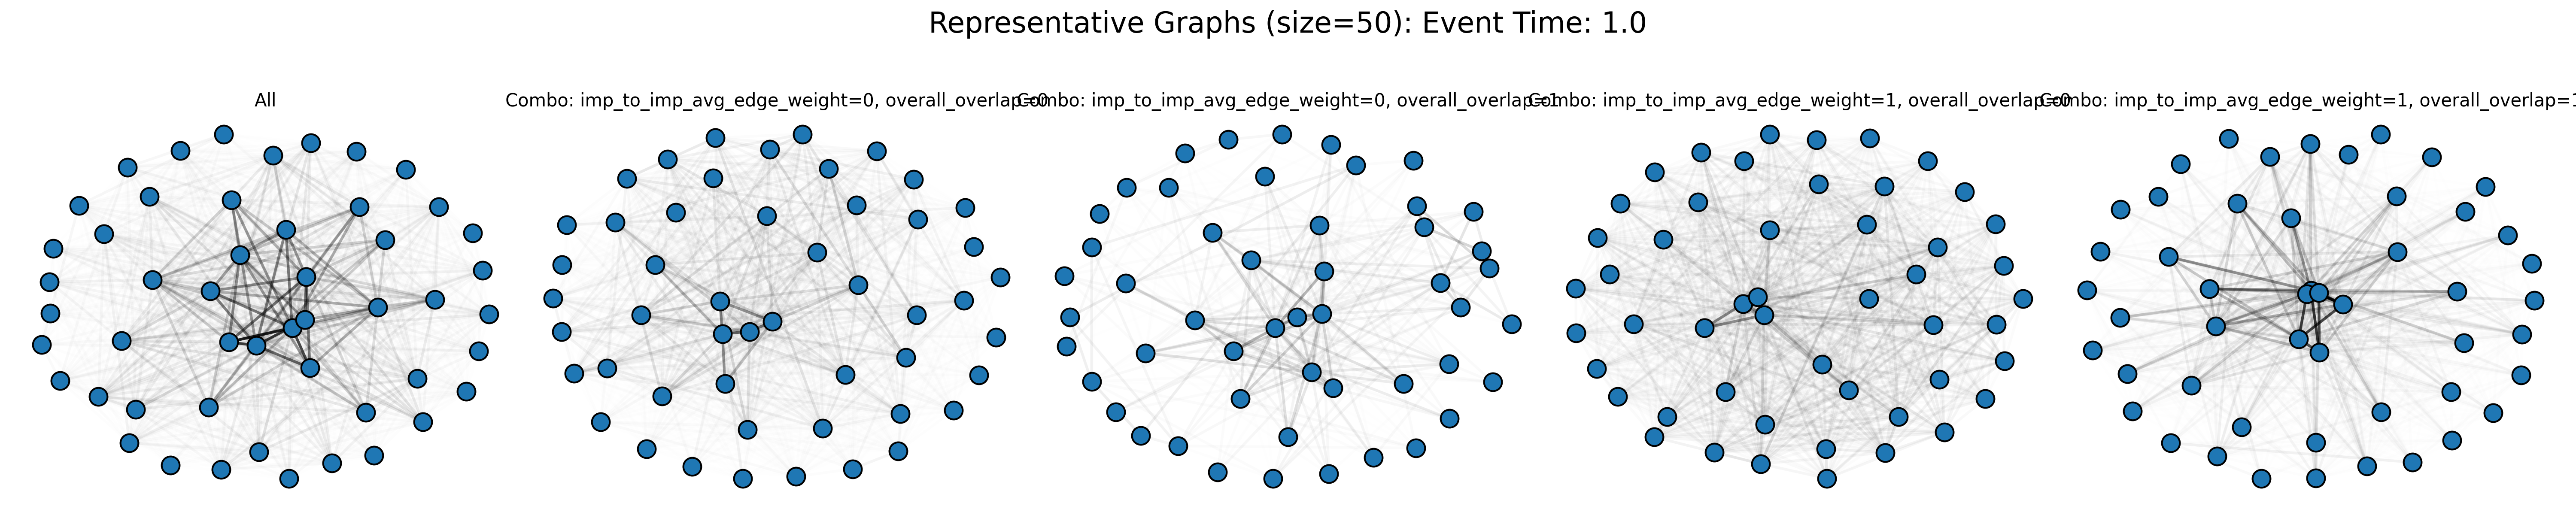 Representative Graphs (size=50): Event Time: 1.0
All
Combo: imp_to_imp_avg_edge_weight=0, overall_overlap=0
Combo: imp_to_imp_avg_edge_weight=0, overall_overlap=1
Combo: imp_to_imp_avg_edge_weight=1, overall_overlap=0
Combo: imp_to_imp_avg_edge_weight=1, overall_overlap=1